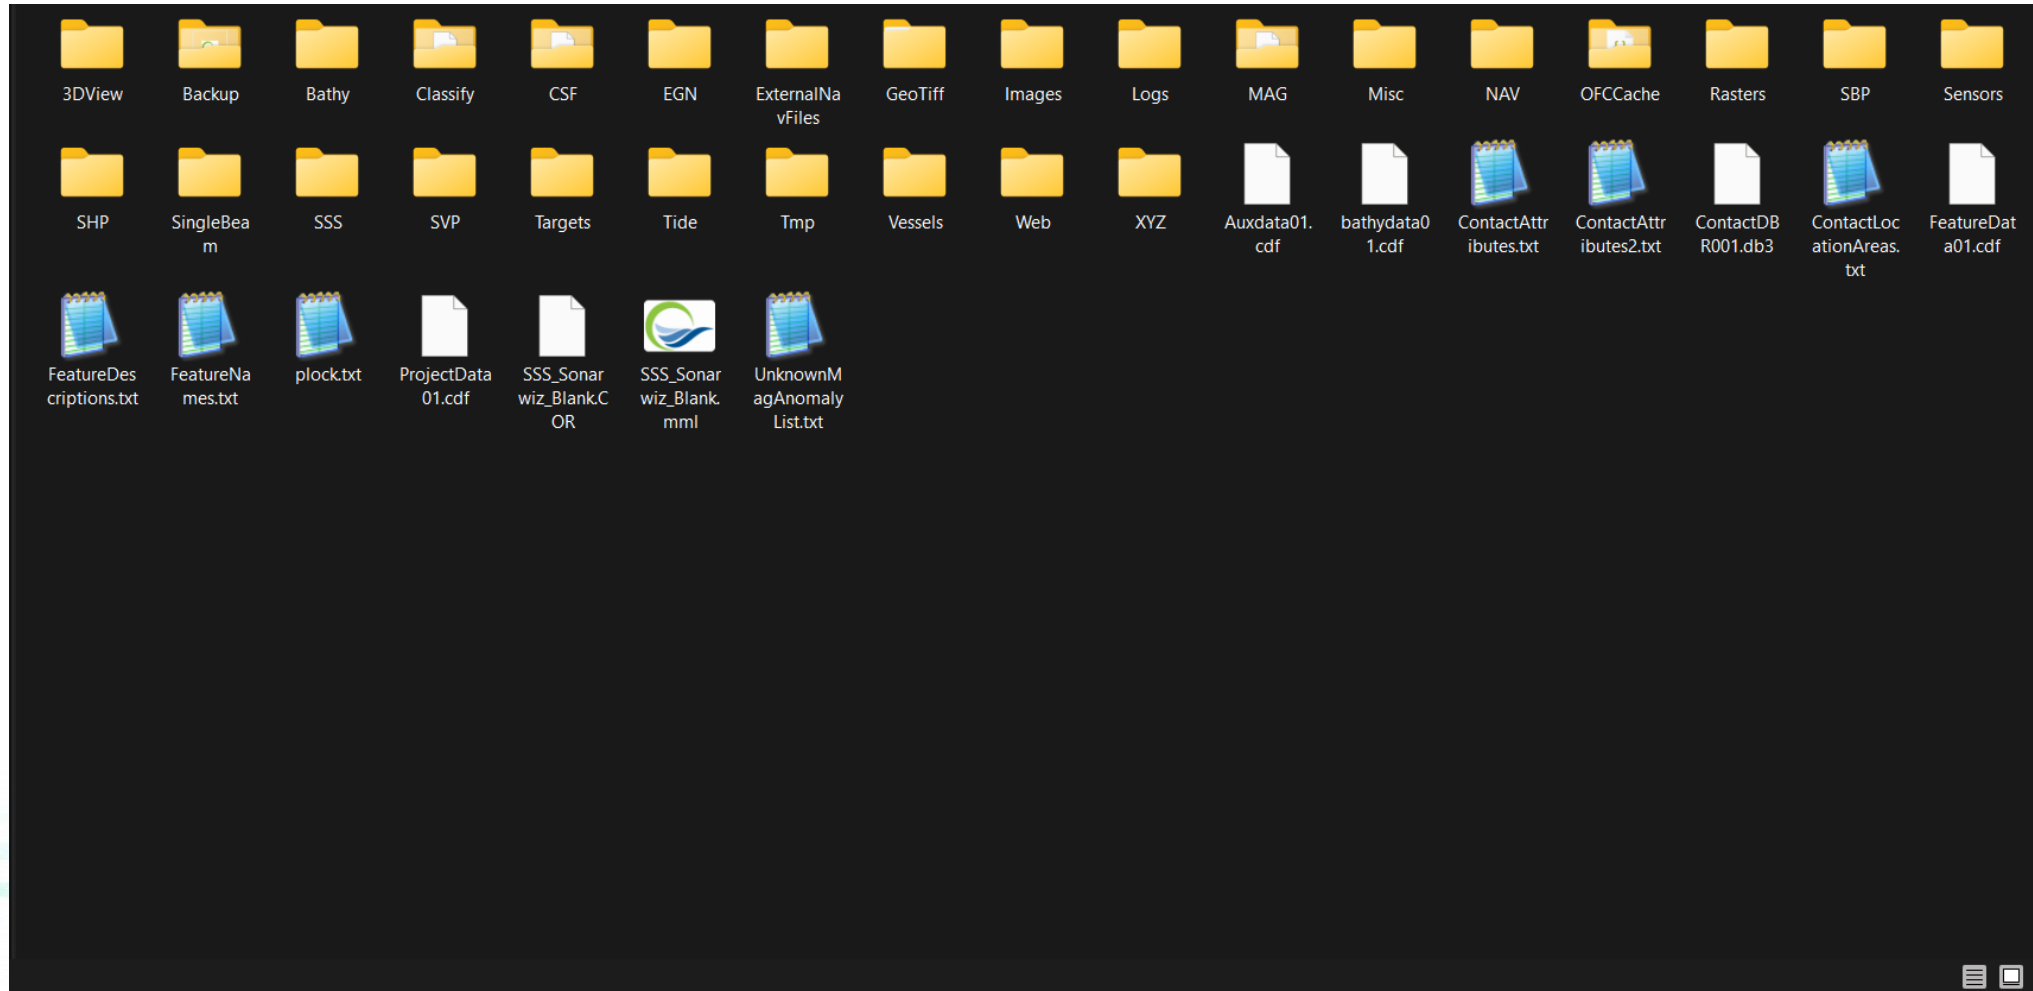 3DView Backup Bathy Classify CSF EGN ExternalNa GeoTiff Images Logs MAG Misc NAV OFCCache Rasters SBP Sensors
vFiles
SHP SingleBea SSS SVP Targets Tide Tmp Vessels Web XYZ Auxdata01. bathydata0 ContactAttr ContactAttr ContactDB ContactLoc FeatureDat
m cdf 1.cdf ibutes.txt ibutes2.txt R001.db3 ationAreas. a01.cdf
txt
FeatureDes FeatureNa plock.txt ProjectData SSS_Sonar SSS_Sonar UnknownM
criptions.txt mes.txt 01.cdf wiz_Blank.C wiz_Blank. agAnomaly
OR mml List.txt